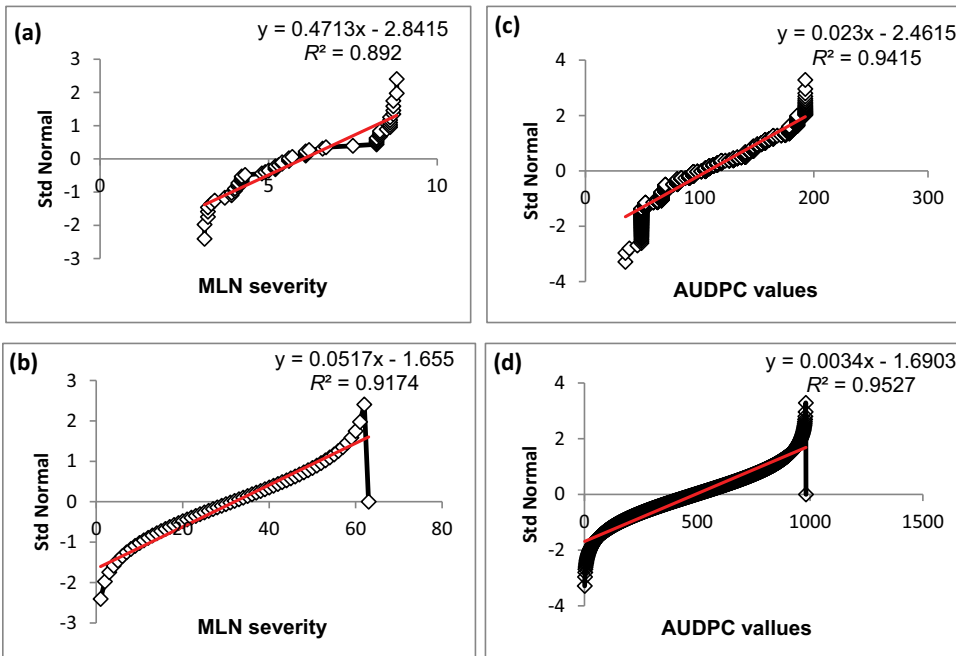 (a)
y = 0.4713x - 2.8415
R² = 0.892
3
2
1
0
-1
-2
-3
0
5
10
Std Normal
MLN severity
(c)
y = 0.023x - 2.4615
R² = 0.9415
4
2
0
-2
-4
0
100
200
300
Std Normal
AUDPC values
(b)
y = 0.0517x - 1.655
R² = 0.9174
3
2
1
0
-1
-2
-3
0
20
40
60
80
Std Normal
MLN severity
(d)
y = 0.0034x - 1.6903
R² = 0.9527
4
2
0
-2
-4
0
500
1000
1500
Std Normal
AUDPC vallues